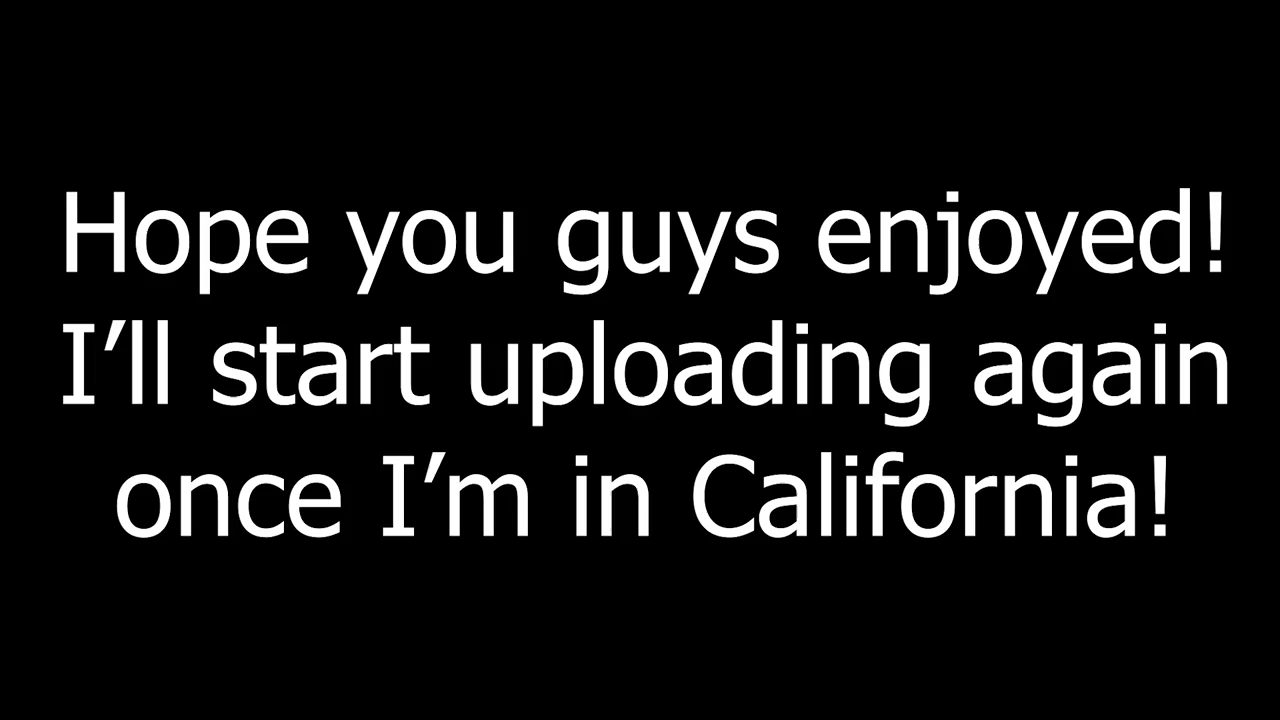 Hope you guys enjoyed!
I’ll start uploading again
once I’m in California!